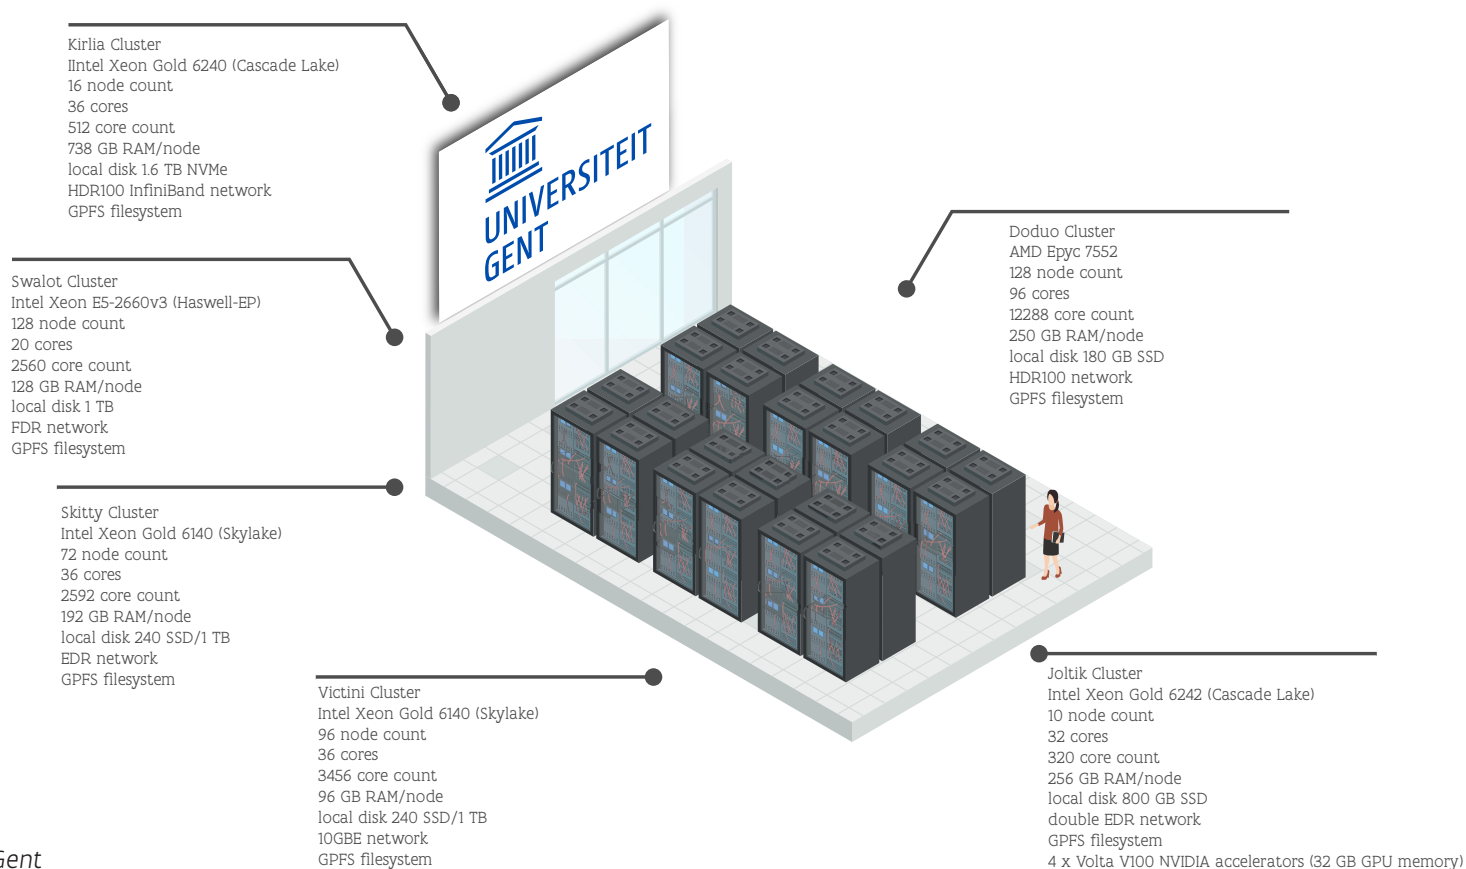 Kirlia Cluster
IIntel Xeon Gold 6240 (Cascade Lake)
16 node count
36 cores
512 core count
738 GB RAM/node
local disk 1.6 TB NVMe
HDR100 InfiniBand network
GPFS filesystem
UNIVERSITEIT
GENT
Swalot Cluster
Intel Xeon E5-2660v3 (Haswell-EP)
128 node count
20 cores
2560 core count
128 GB RAM/node
local disk 1 TB
FDR network
GPFS filesystem
Doduo Cluster
AMD Epyc 7552
128 node count
96 cores
12288 core count
250 GB RAM/node
local disk 180 GB SSD
HDR100 network
GPFS filesystem
Skitty Cluster
Intel Xeon Gold 6140 (Skylake)
72 node count
36 cores
2592 core count
192 GB RAM/node
local disk 240 SSD/1 TB
EDR network
GPFS filesystem
Victini Cluster
Intel Xeon Gold 6140 (Skylake)
96 node count
36 cores
3456 core count
96 GB RAM/node
local disk 240 SSD/1 TB
10GBE network
GPFS filesystem
Joltik Cluster
Intel Xeon Gold 6242 (Cascade Lake)
10 node count
32 cores
320 core count
256 GB RAM/node
local disk 800 GB SSD
double EDR network
GPFS filesystem
4 x Volta V100 NVIDIA accelerators (32 GB GPU memory)
Gent